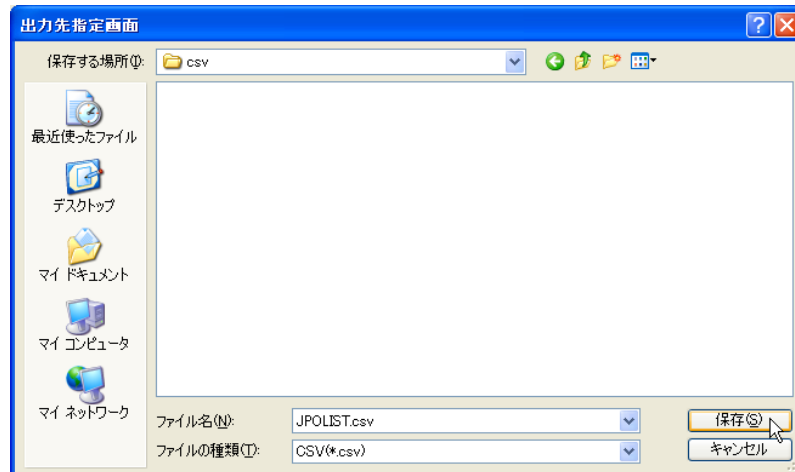 出力先指定画面
保存する場所(I):
csv
最近使ったファイル
デスクトップ
マイ ドキュメント
マイ コンピュータ
マイ ネットワーク
ファイル名(N):
JPOLIST.csv
保存(S)
ファイルの種類(T):
CSV(*.csv)
キャンセル